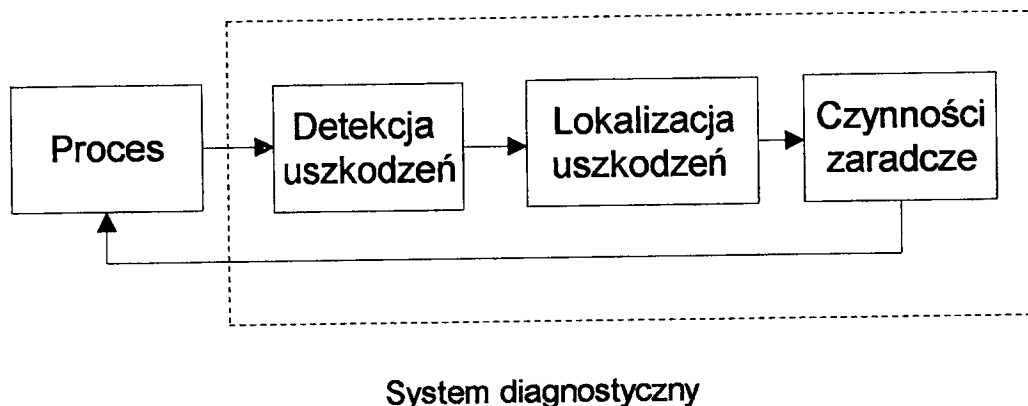 Proces
Detekcja
uszkodzeń
Lokalizacja
uszkodzeń
Czynności
zaradcze
System diagnostyczny